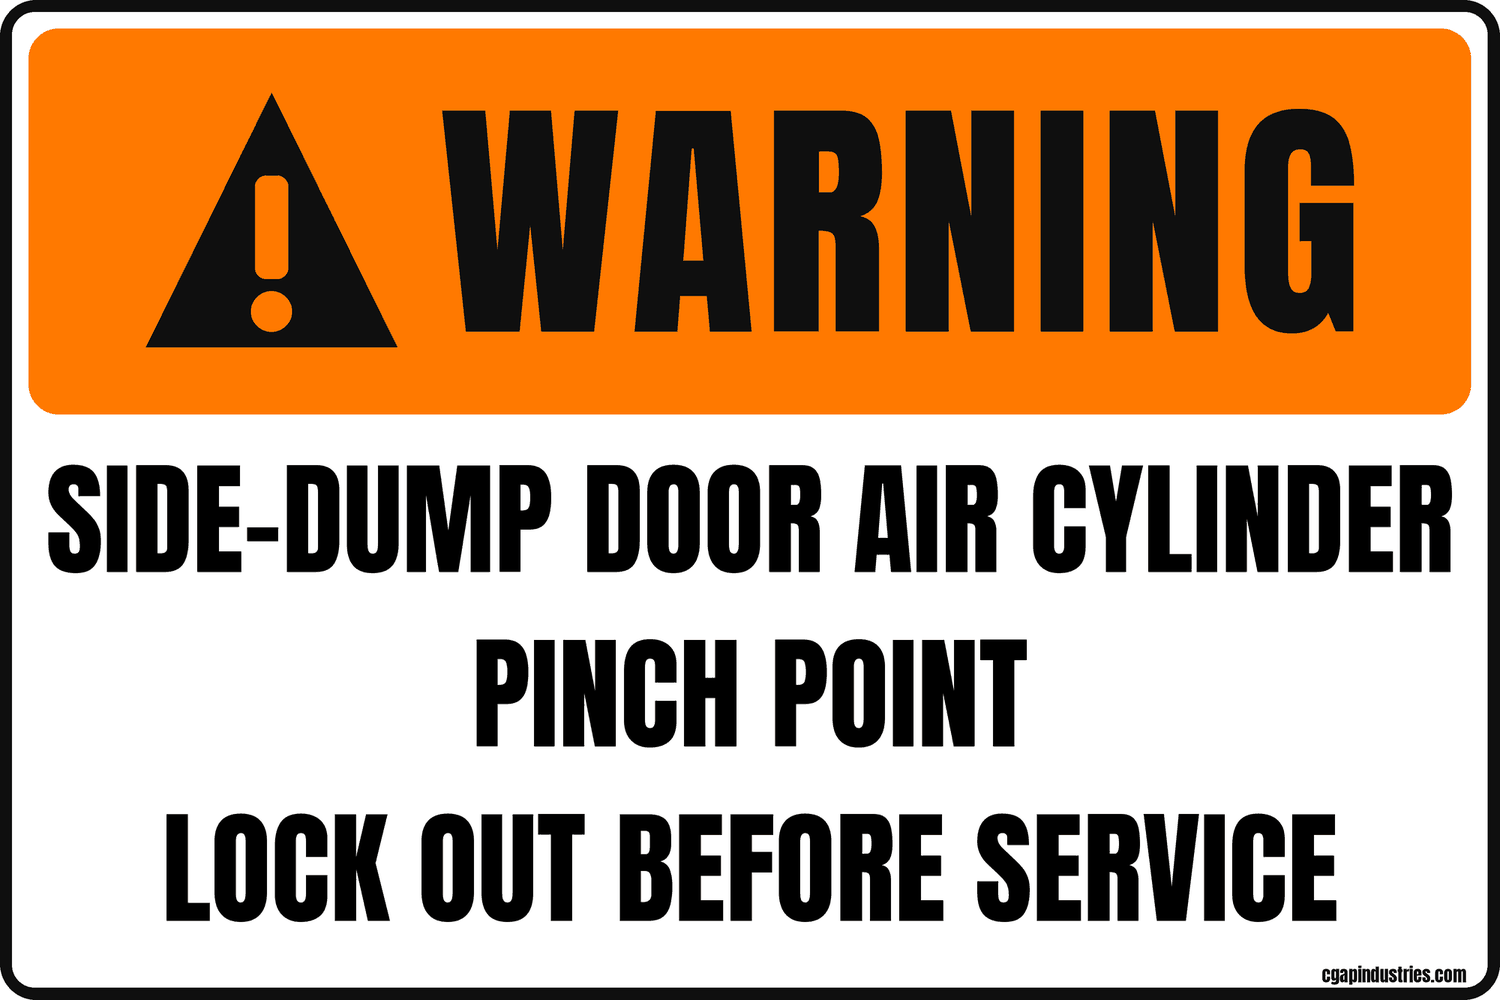 WARNING
SIDE-DUMP DOOR AIR CYLINDER
PINCH POINT
LOCK OUT BEFORE SERVICE
cgapindustries.com